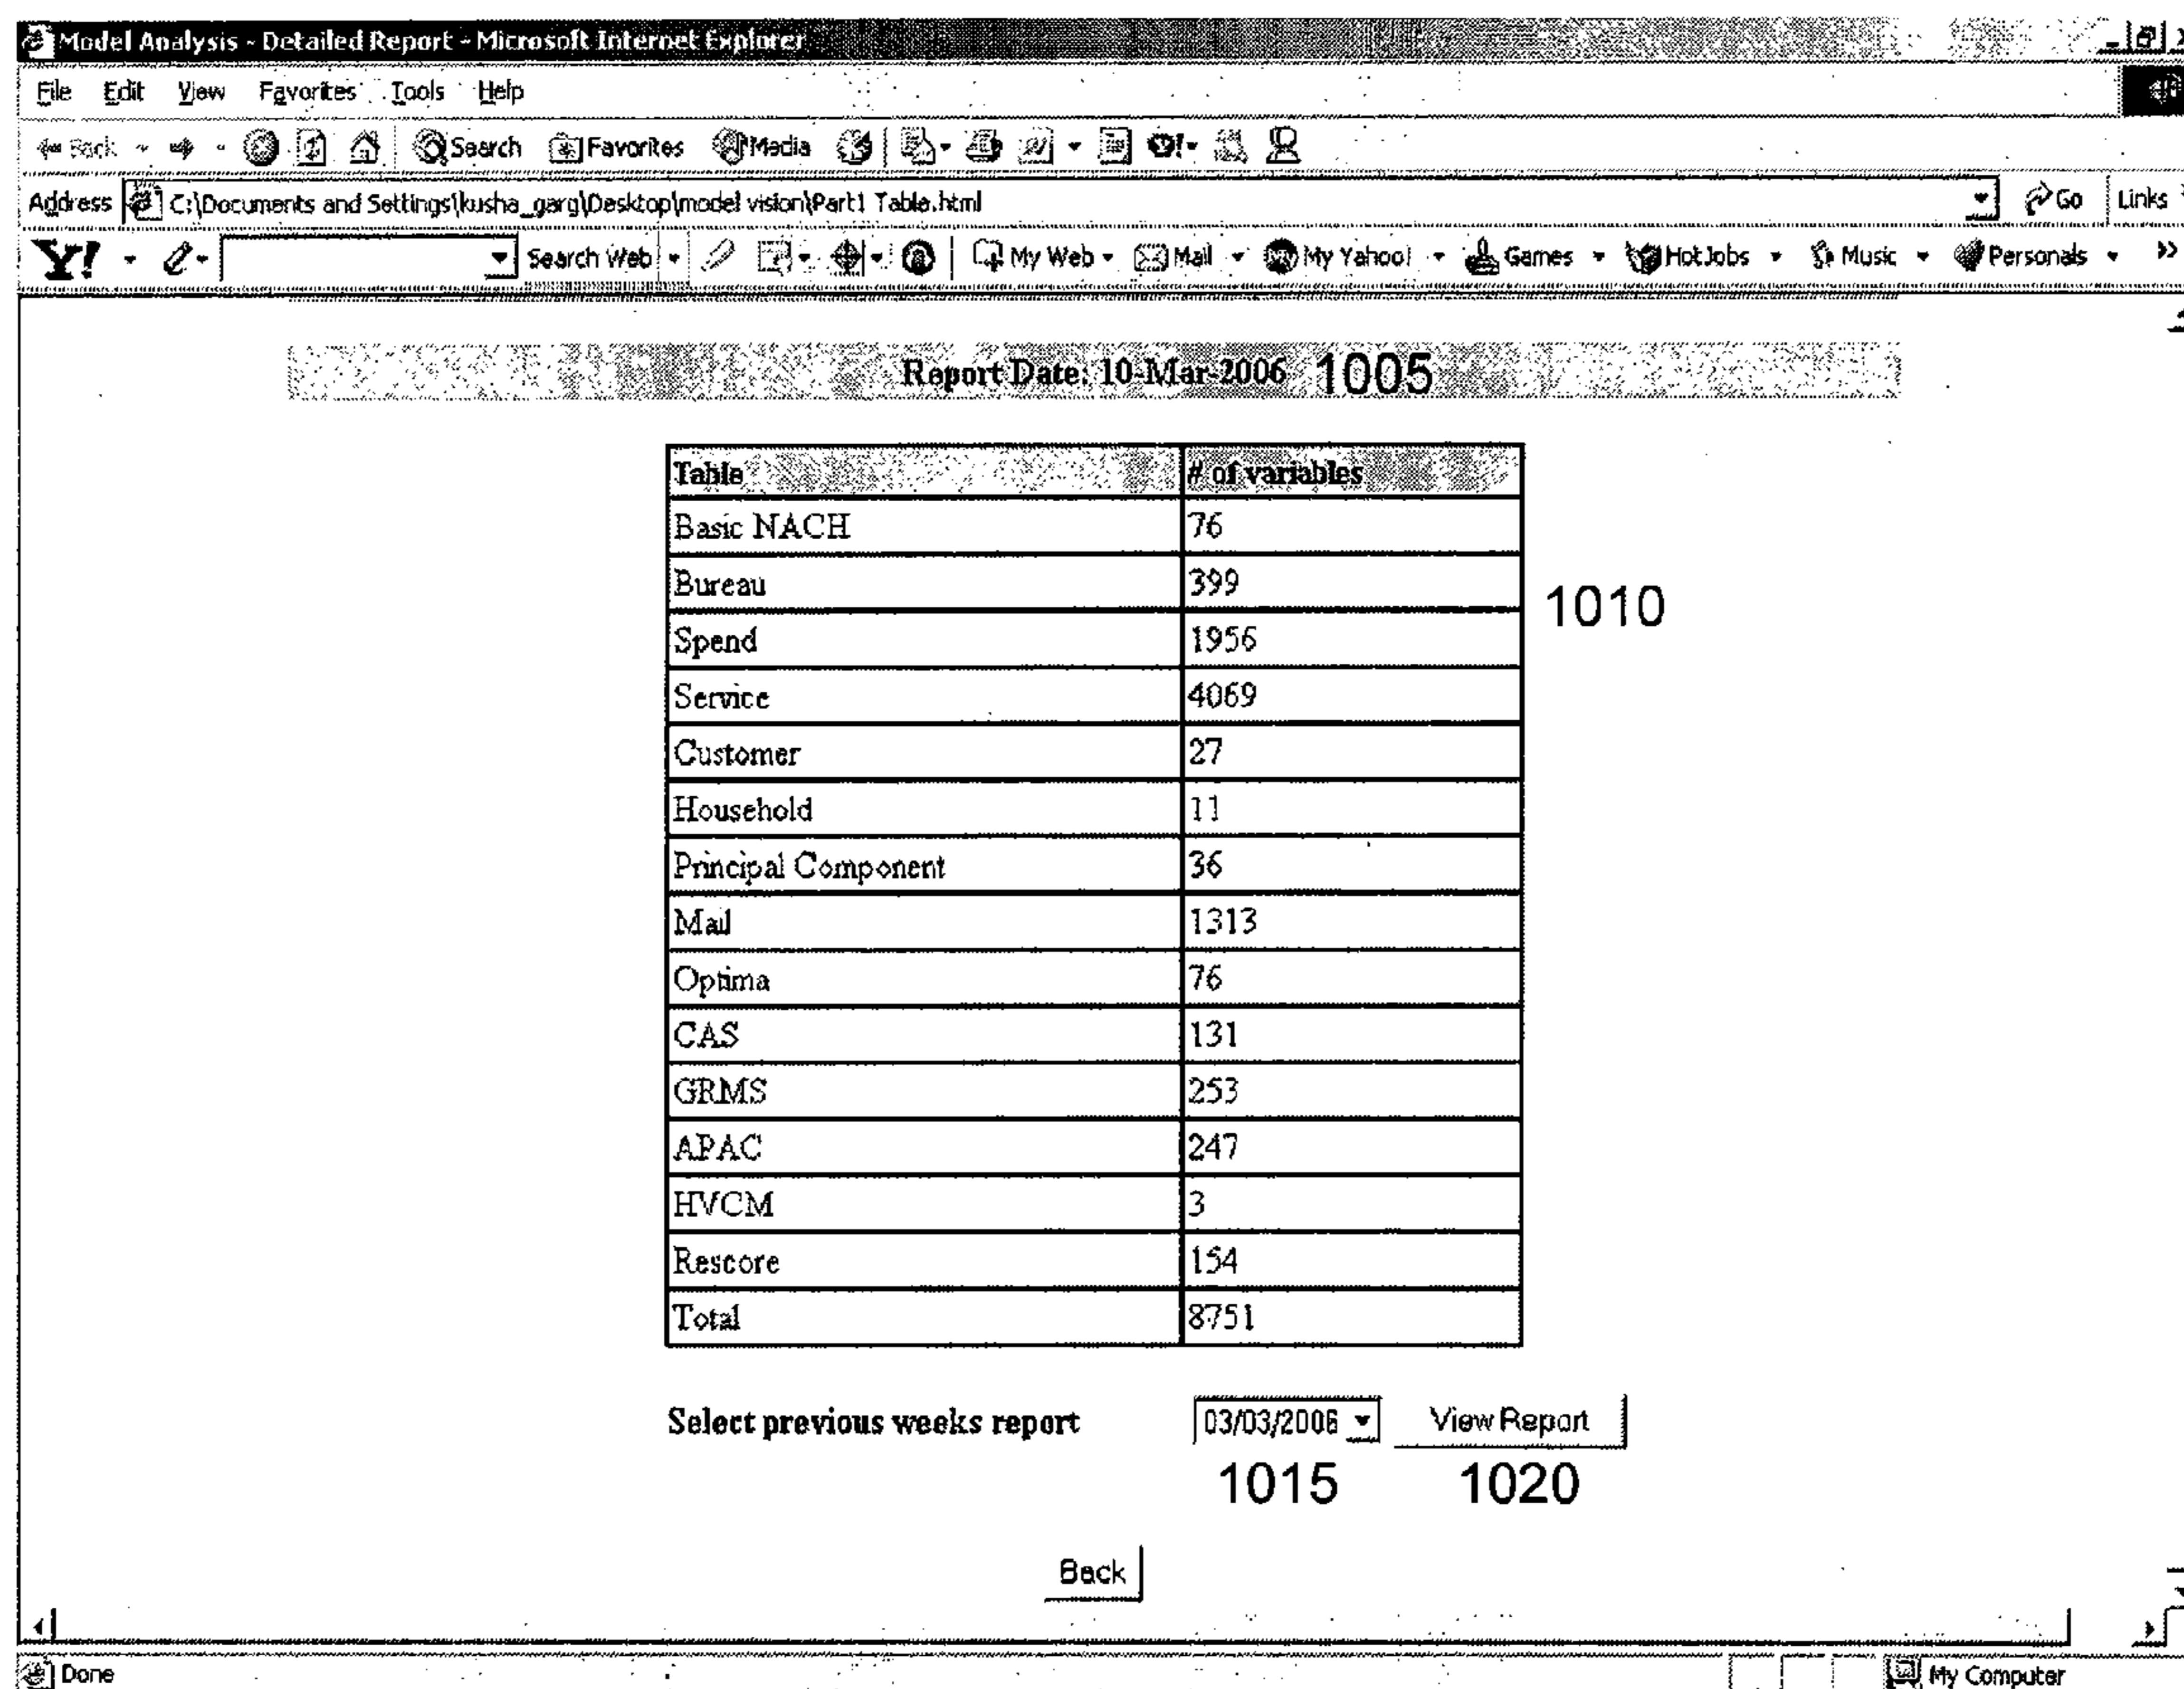 Model Analysis - Detailed Report - Microsoft Internet Explorer
File Edit View Favorites Tools Help
Back Search Favorites Media
Address C:\Documents and Settings\kusha_garg\Desktop\model vision\Part1 Table.html Go Links
Y! Search Web My Web Mail My Yahoo! Games HotJobs Music Personals »
Report Date: 10-Mar-2006 1005
Table # of variables
Basic NACH 76
Bureau 399
1010
Spend 1956
Service 4069
Customer 27
Household 11
Principal Component 36
Mail 1313
Optima 76
CAS 131
GRMS 253
APAC 247
HVCM 3
Rescore 154
Total 8751
Select previous weeks report 03/03/2006 View Report
1015 1020
Back
Done My Computer